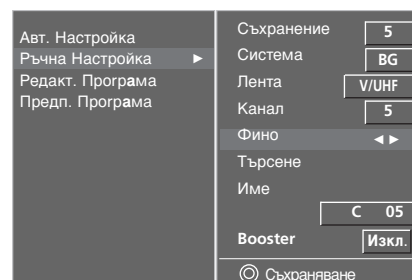 Авт. Настройка
Ръчна Настройка ►
Редакт. Програма
Предп. Програма
Съхранение 5
Система BG
Лента V/UHF
Канал 5
Фино ◄ ►
Търсене
Име
C 05
Booster Изкл.
Съхраняване